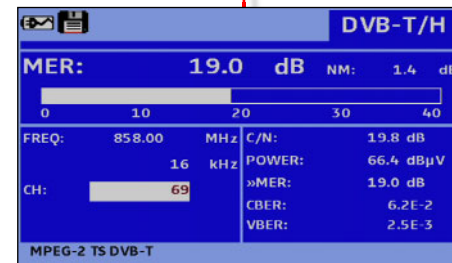 DVB-T/H
MER: 19.0 dB NM: 1.4 dB
0 10 20 30 40
FREQ: 858.00 MHz
16 kHz
CH: 69
C/N: 19.8 dB
POWER: 66.4 dBµV
»MER: 19.0 dB
CBER: 6.2E-2
VBER: 2.5E-3
MPEG-2 TS DVB-T